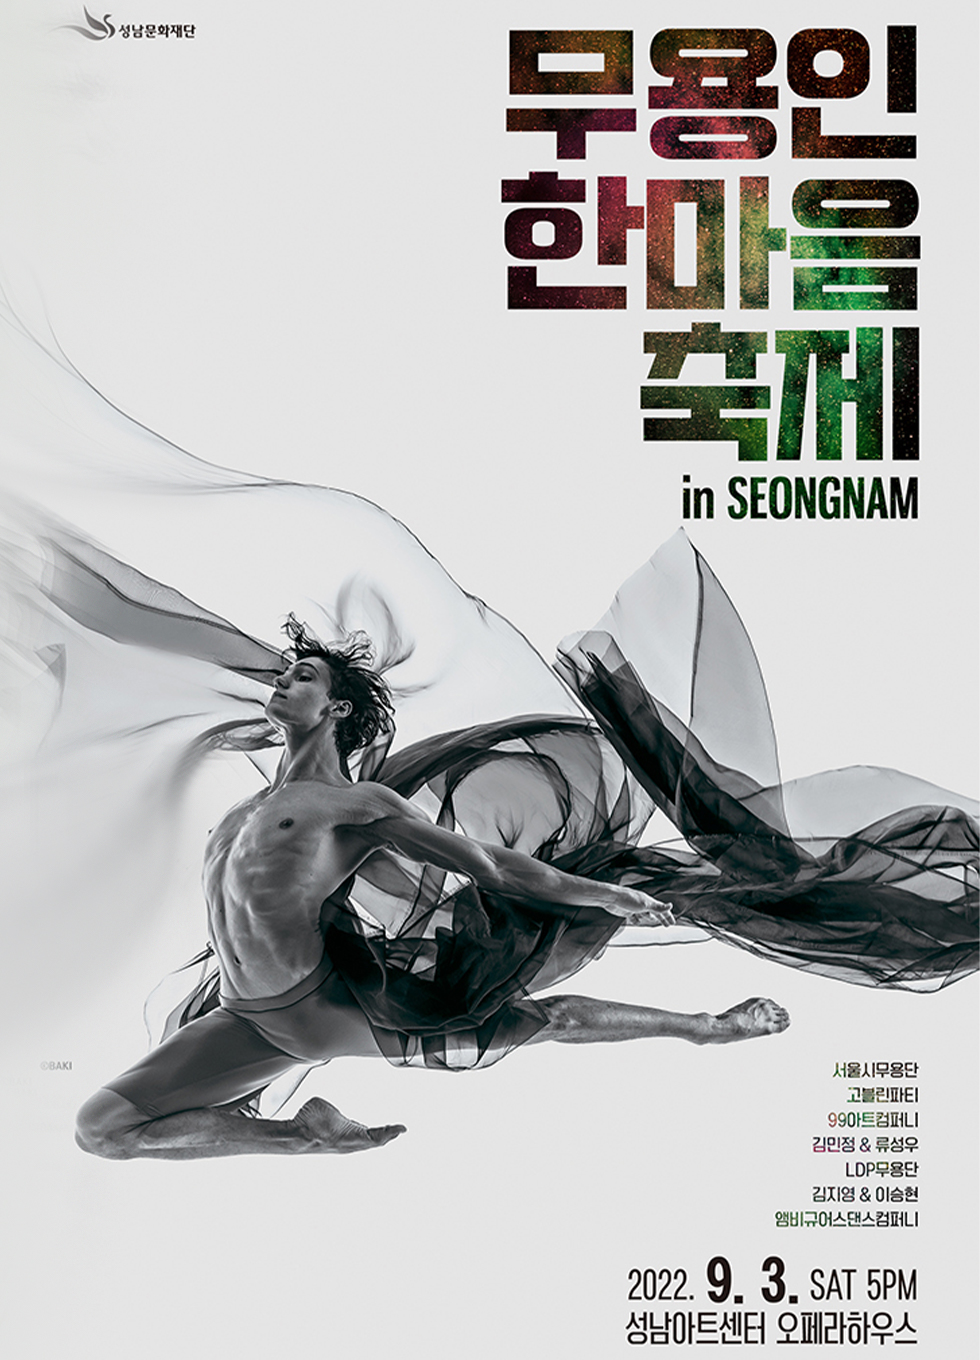 성남문화재단
무용인
한마음
축제
in SEONGNAM
©BAKI
서울시무용단
고블린파티
99아트컴퍼니
김민정 & 류성우
LDP무용단
김지영 & 이승현
앰비규어스댄스컴퍼니
2022. 9. 3. SAT 5PM
성남아트센터 오페라하우스